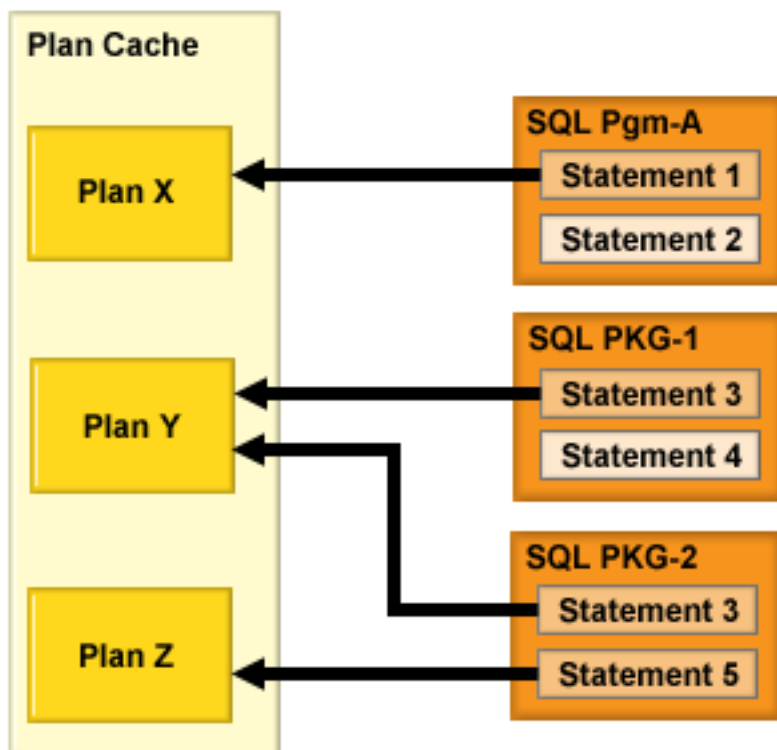 Plan Cache
Plan X
Plan Y
Plan Z
SQL Pgm-A
Statement 1
Statement 2
SQL PKG-1
Statement 3
Statement 4
SQL PKG-2
Statement 3
Statement 5